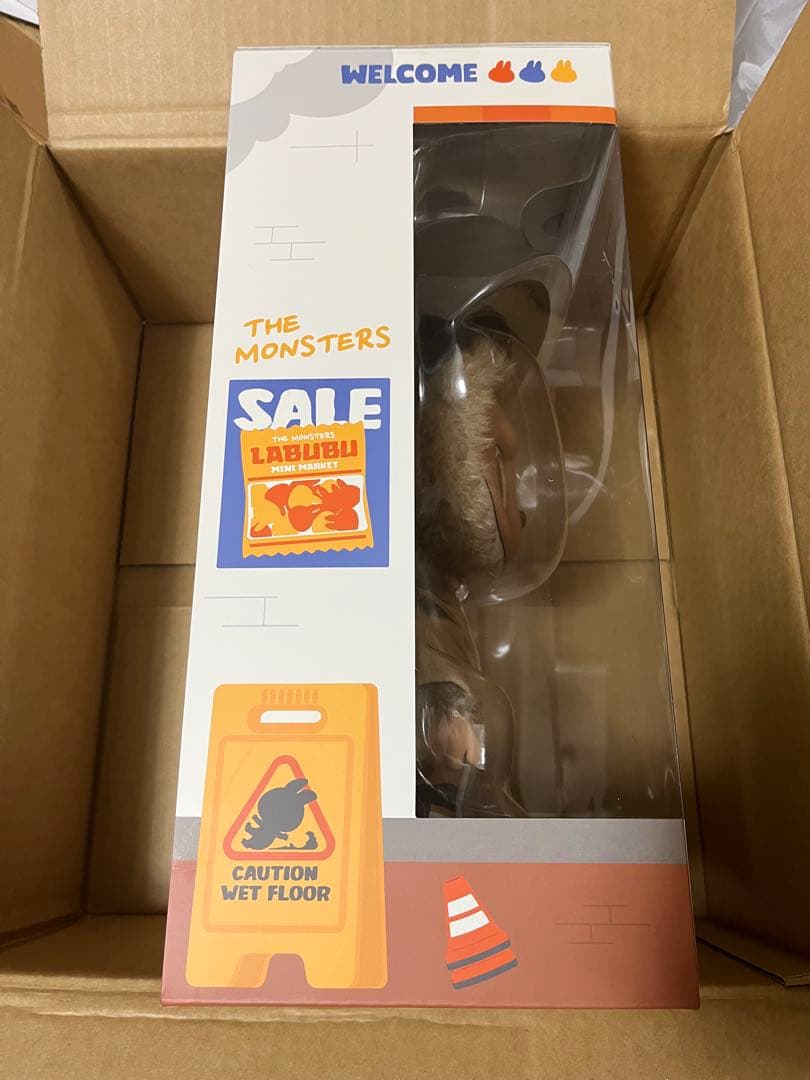 WELCOME
THE
MONSTERS
SALE
THE MONSTERS
LABUBU
MINI MARKET
CAUTION
WET FLOOR